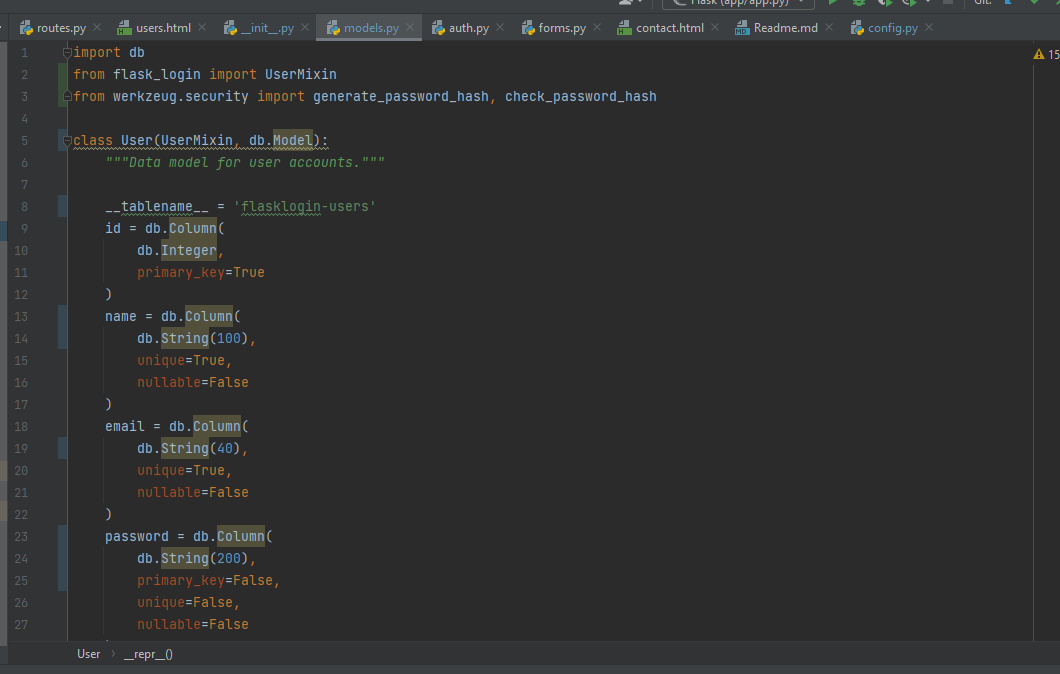 Flask (app/app.py)
Git:
routes.py users.html __init__.py models.py auth.py forms.py contact.html Readme.md config.py
15
1 import db
2 from flask_login import UserMixin
3 from werkzeug.security import generate_password_hash, check_password_hash
4
5 class User(UserMixin, db.Model):
6     """Data model for user accounts."""
7
8     __tablename__ = 'flasklogin-users'
9     id = db.Column(
10         db.Integer,
11         primary_key=True
12     )
13     name = db.Column(
14         db.String(100),
15         unique=True,
16         nullable=False
17     )
18     email = db.Column(
19         db.String(40),
20         unique=True,
21         nullable=False
22     )
23     password = db.Column(
24         db.String(200),
25         primary_key=False,
26         unique=False,
27         nullable=False
User › __repr__()